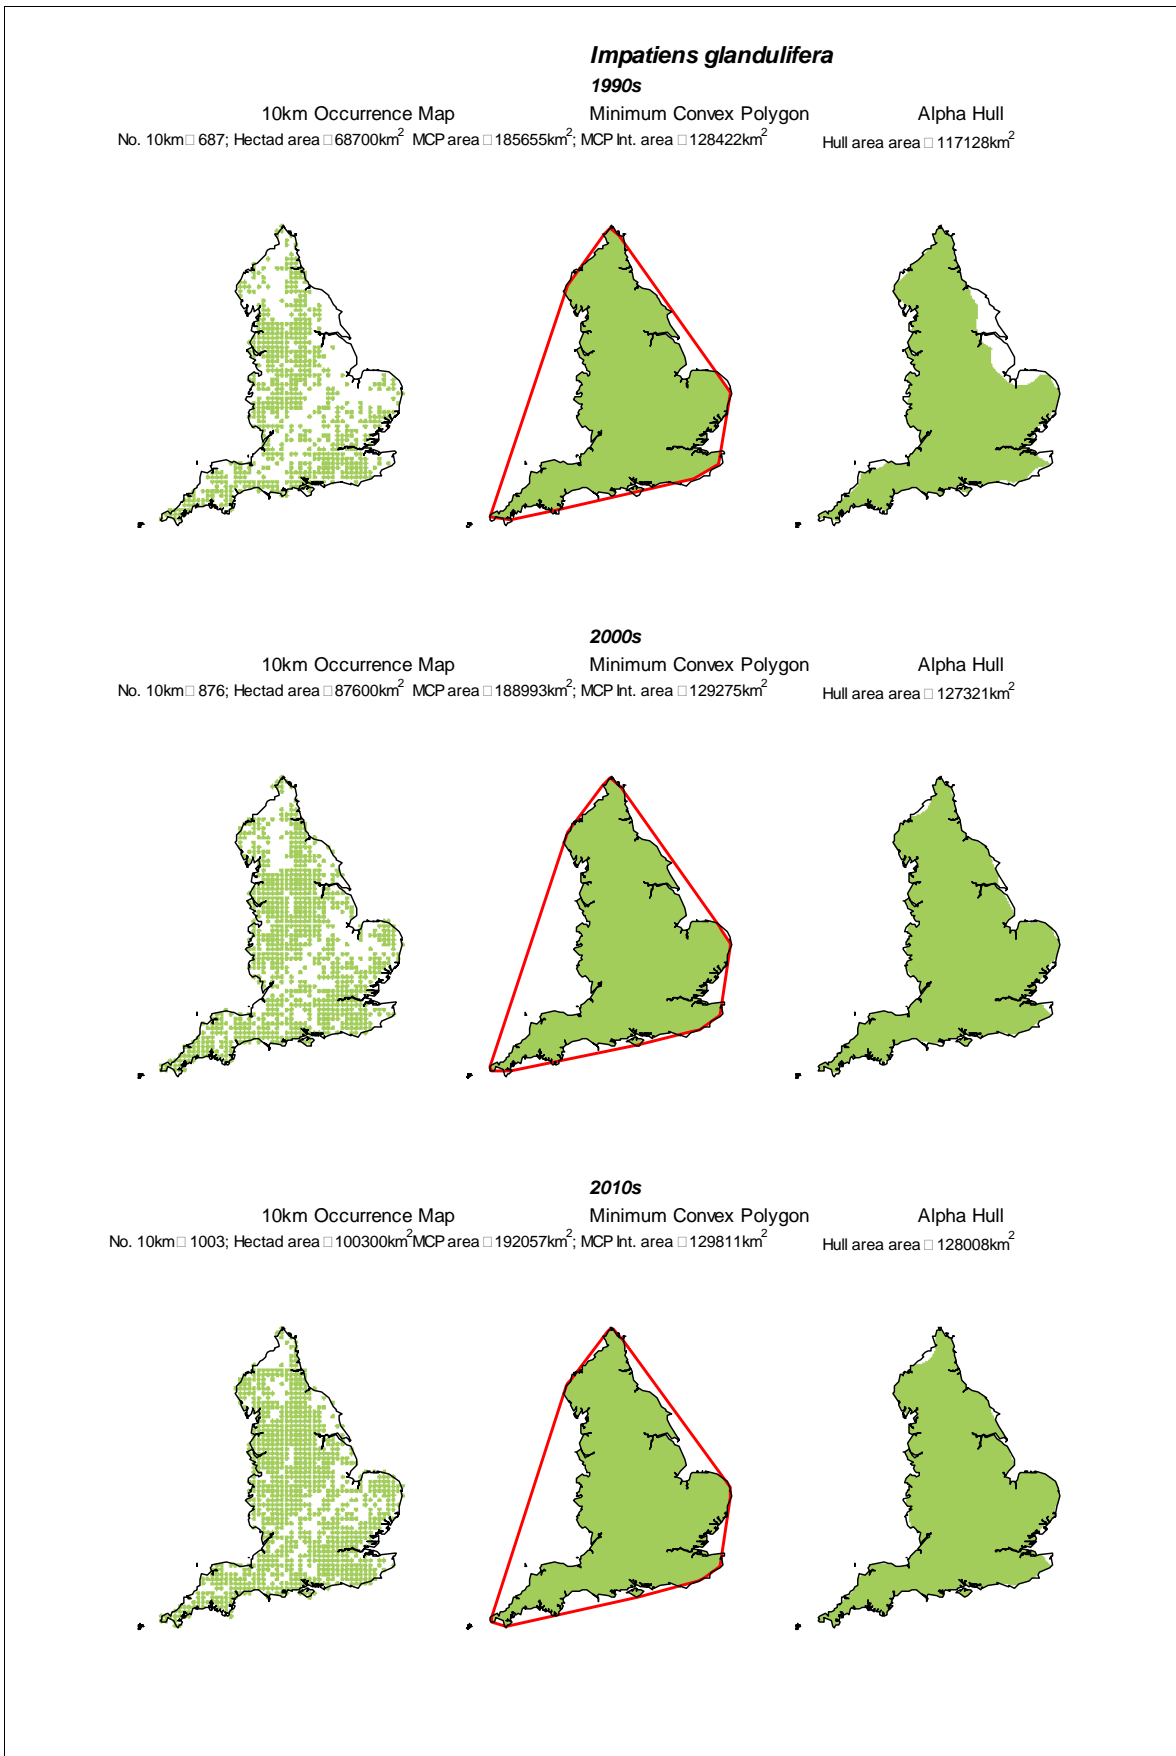 Impatiens glandulifera
1990s
10km Occurrence Map Minimum Convex Polygon Alpha Hull
No. 10km□ 687; Hectad area □68700km² MCP area □185655km²; MCP Int. area □128422km² Hull area area □ 117128km²
2000s
10km Occurrence Map Minimum Convex Polygon Alpha Hull
No. 10km□ 876; Hectad area □87600km² MCP area □188993km²; MCP Int. area □129275km² Hull area area □ 127321km²
2010s
10km Occurrence Map Minimum Convex Polygon Alpha Hull
No. 10km□ 1003; Hectad area □100300km² MCP area □192057km²; MCP Int. area □129811km² Hull area area □ 128008km²